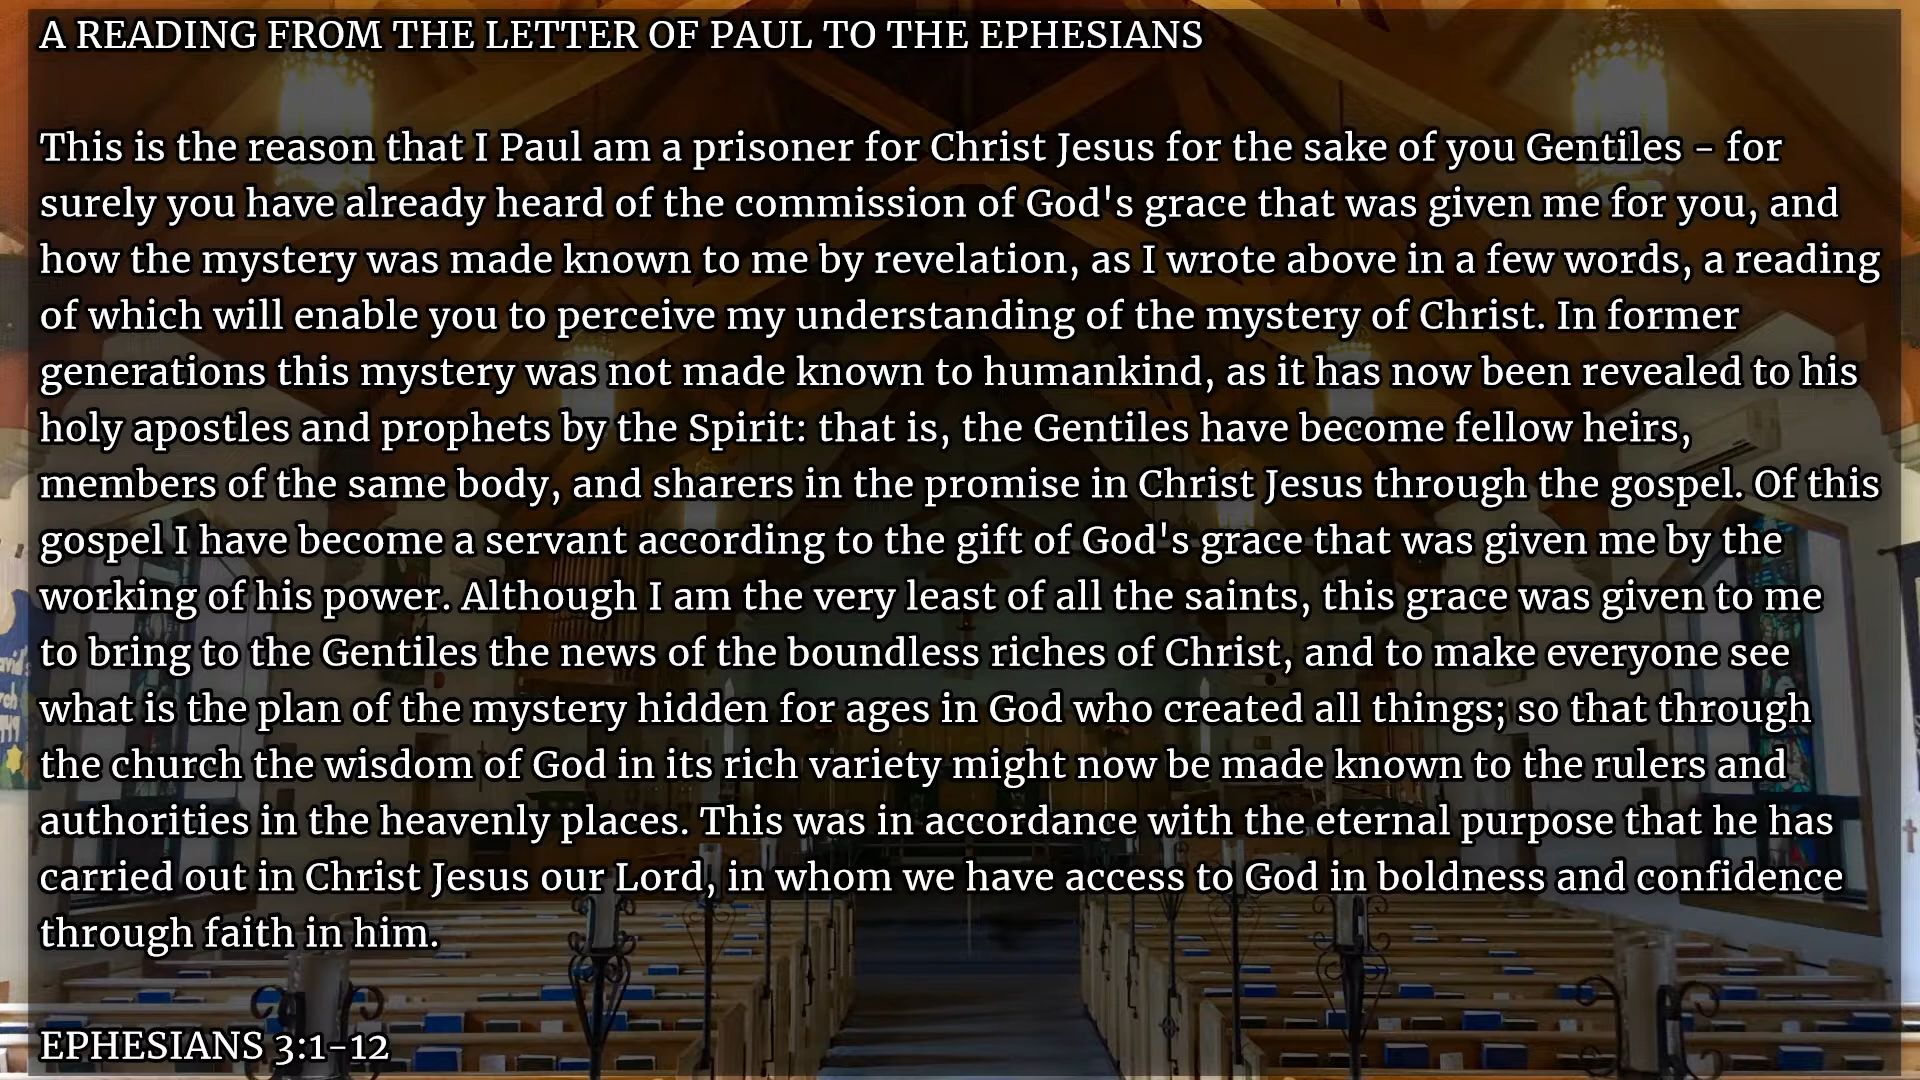 A READING FROM THE LETTER OF PAUL TO THE EPHESIANS
This is the reason that I Paul am a prisoner for Christ Jesus for the sake of you Gentiles - for
surely you have already heard of the commission of God's grace that was given me for you, and
how the mystery was made known to me by revelation, as I wrote above in a few words, a reading
of which will enable you to perceive my understanding of the mystery of Christ. In former
generations this mystery was not made known to humankind, as it has now been revealed to his
holy apostles and prophets by the Spirit: that is, the Gentiles have become fellow heirs,
members of the same body, and sharers in the promise in Christ Jesus through the gospel. Of this
gospel I have become a servant according to the gift of God's grace that was given me by the
working of his power. Although I am the very least of all the saints, this grace was given to me
to bring to the Gentiles the news of the boundless riches of Christ, and to make everyone see
what is the plan of the mystery hidden for ages in God who created all things; so that through
the church the wisdom of God in its rich variety might now be made known to the rulers and
authorities in the heavenly places. This was in accordance with the eternal purpose that he has
carried out in Christ Jesus our Lord, in whom we have access to God in boldness and confidence
through faith in him.
EPHESIANS 3:1-12